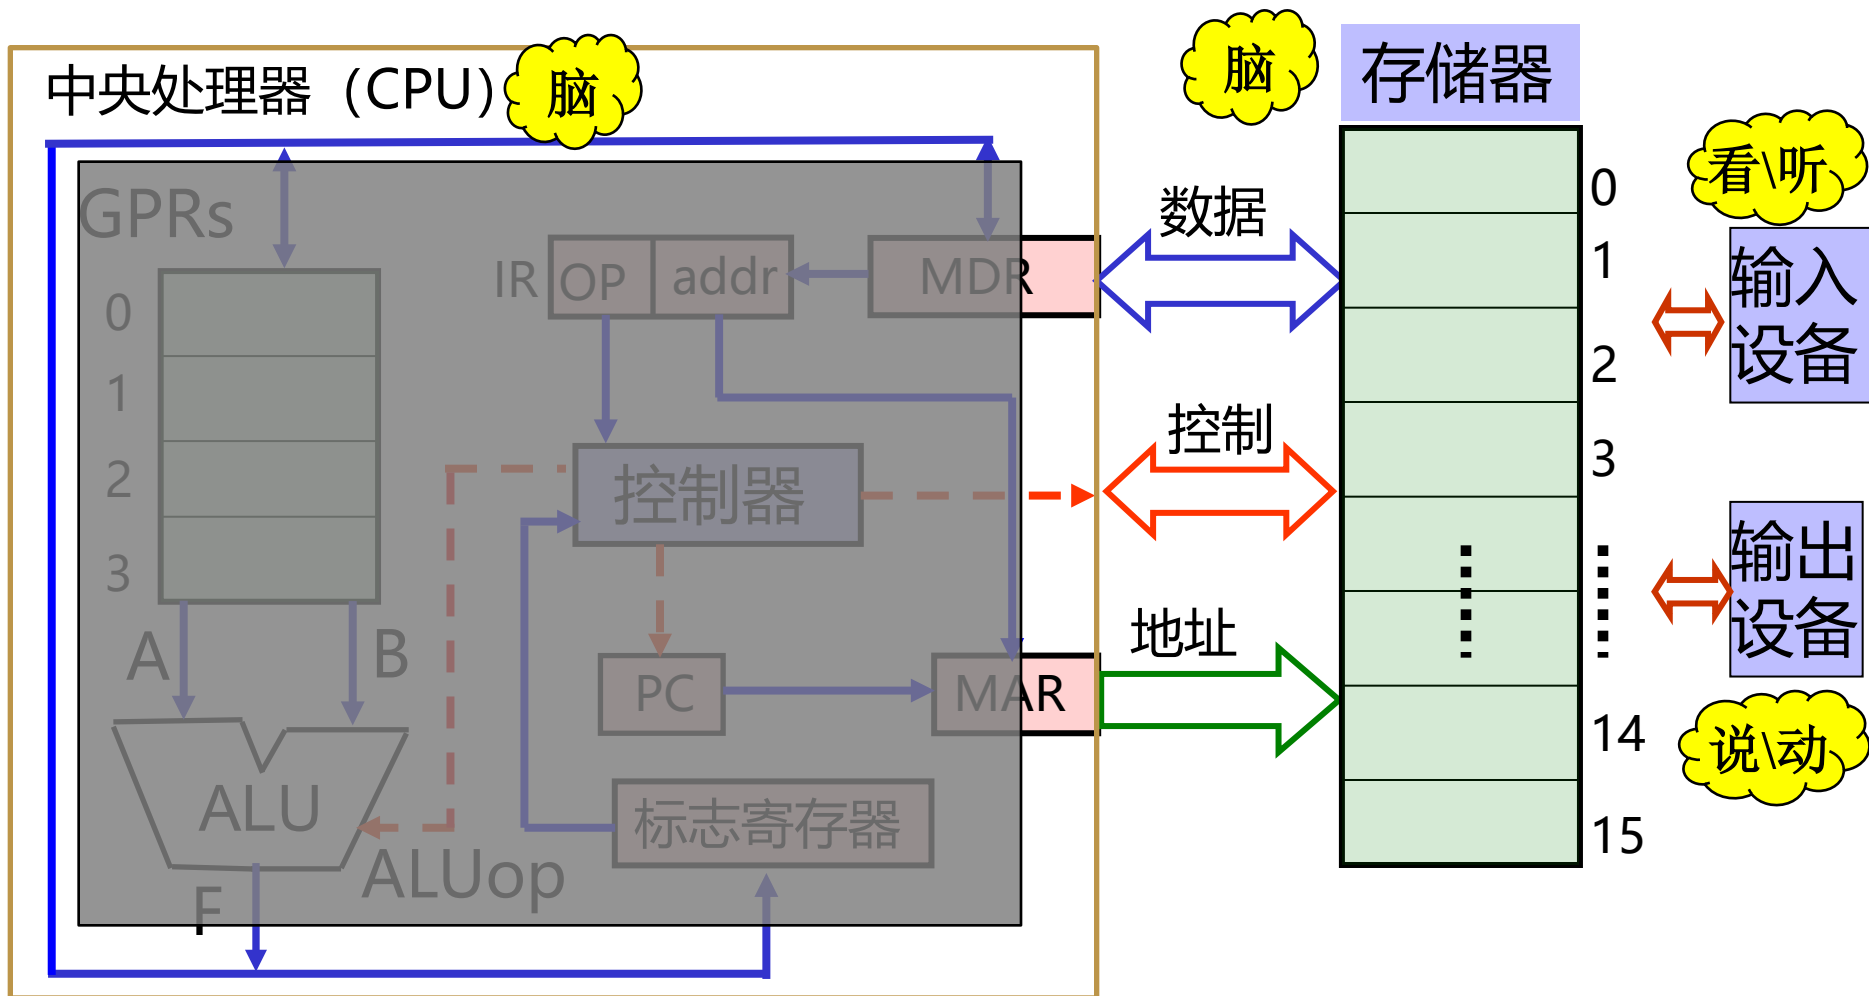 中央处理器（CPU）
脑
脑
存储器
看\听
GPRs
数据
0
IR
OP
addr
MDR
1
输入
设备
0
1
2
3
2
控制
3
控制器
输出
设备
A
B
地址
PC
MAR
14
说\动
ALU
标志寄存器
15
ALUop
F